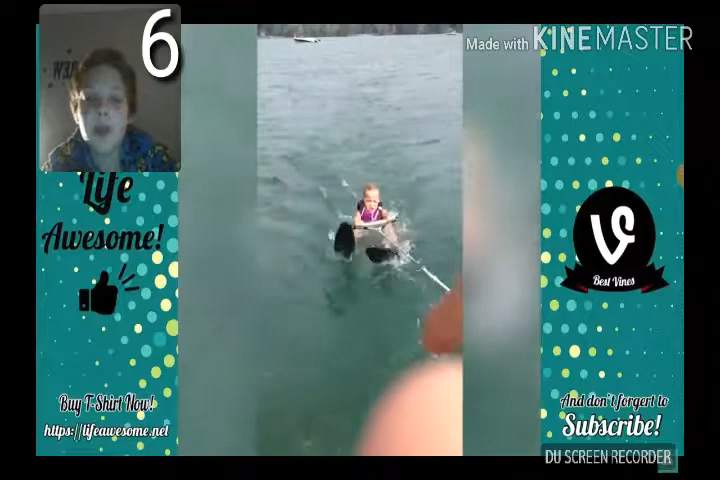 6
Made with KINEMASTER
Life
Awesome!
Best Vines
Buy T-Shirt Now!
https://lifeawesome.net
And don't forgert to
Subscribe!
DU SCREEN RECORDER